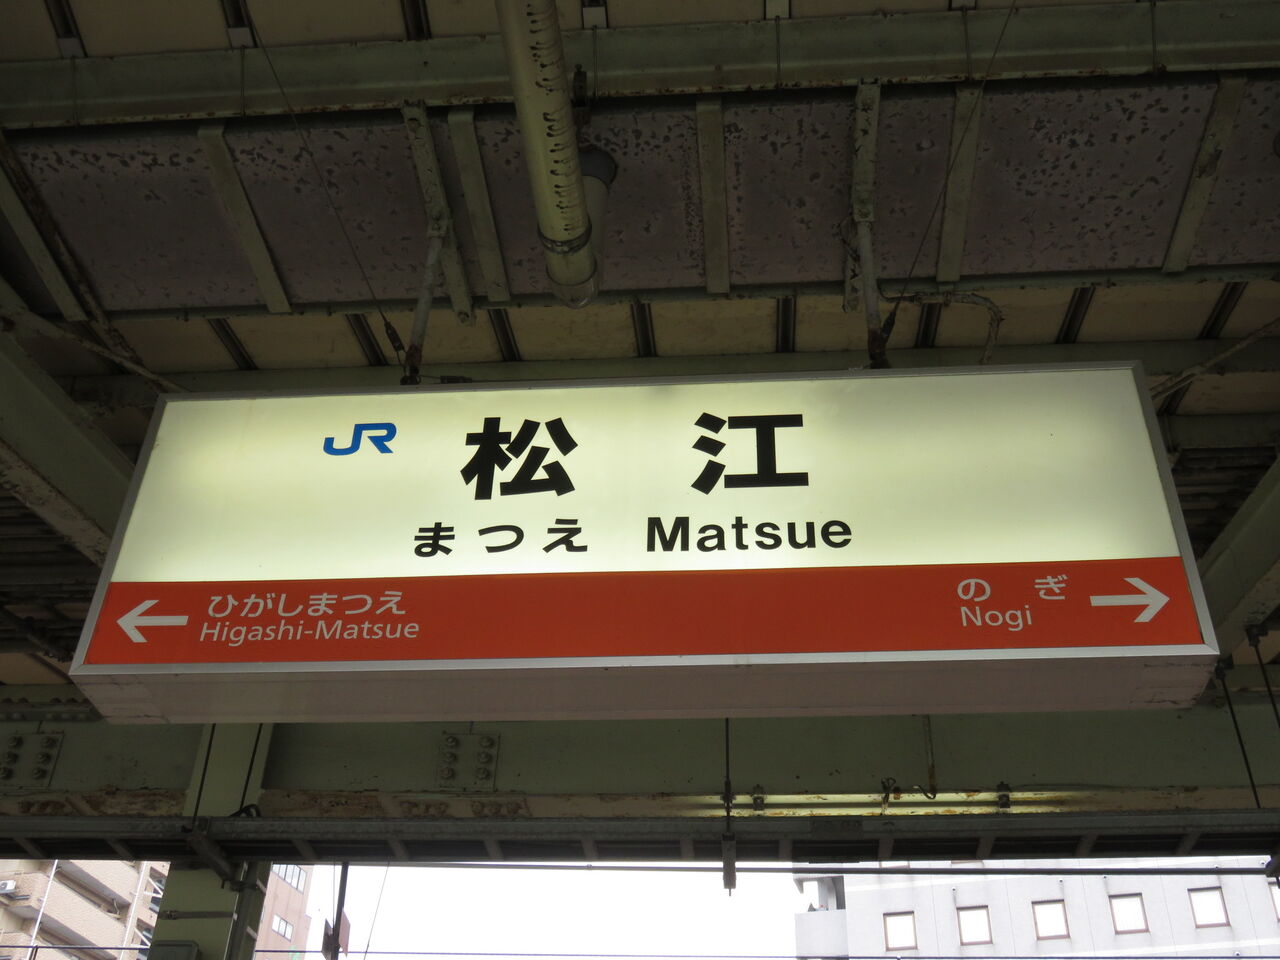 JR 松江
まつえ Matsue
← ひがしまつえ
Higashi-Matsue
のぎ →
Nogi